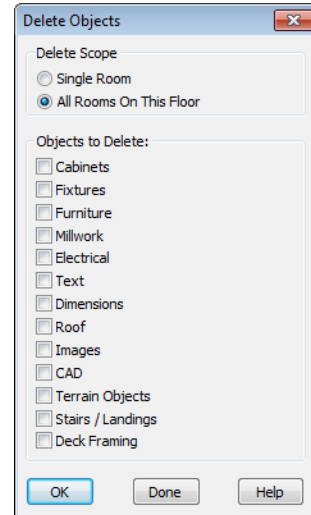 Delete Objects
Delete Scope
Single Room
All Rooms On This Floor
Objects to Delete:
Cabinets
Fixtures
Furniture
Millwork
Electrical
Text
Dimensions
Roof
Images
CAD
Terrain Objects
Stairs / Landings
Deck Framing
OK Done Help